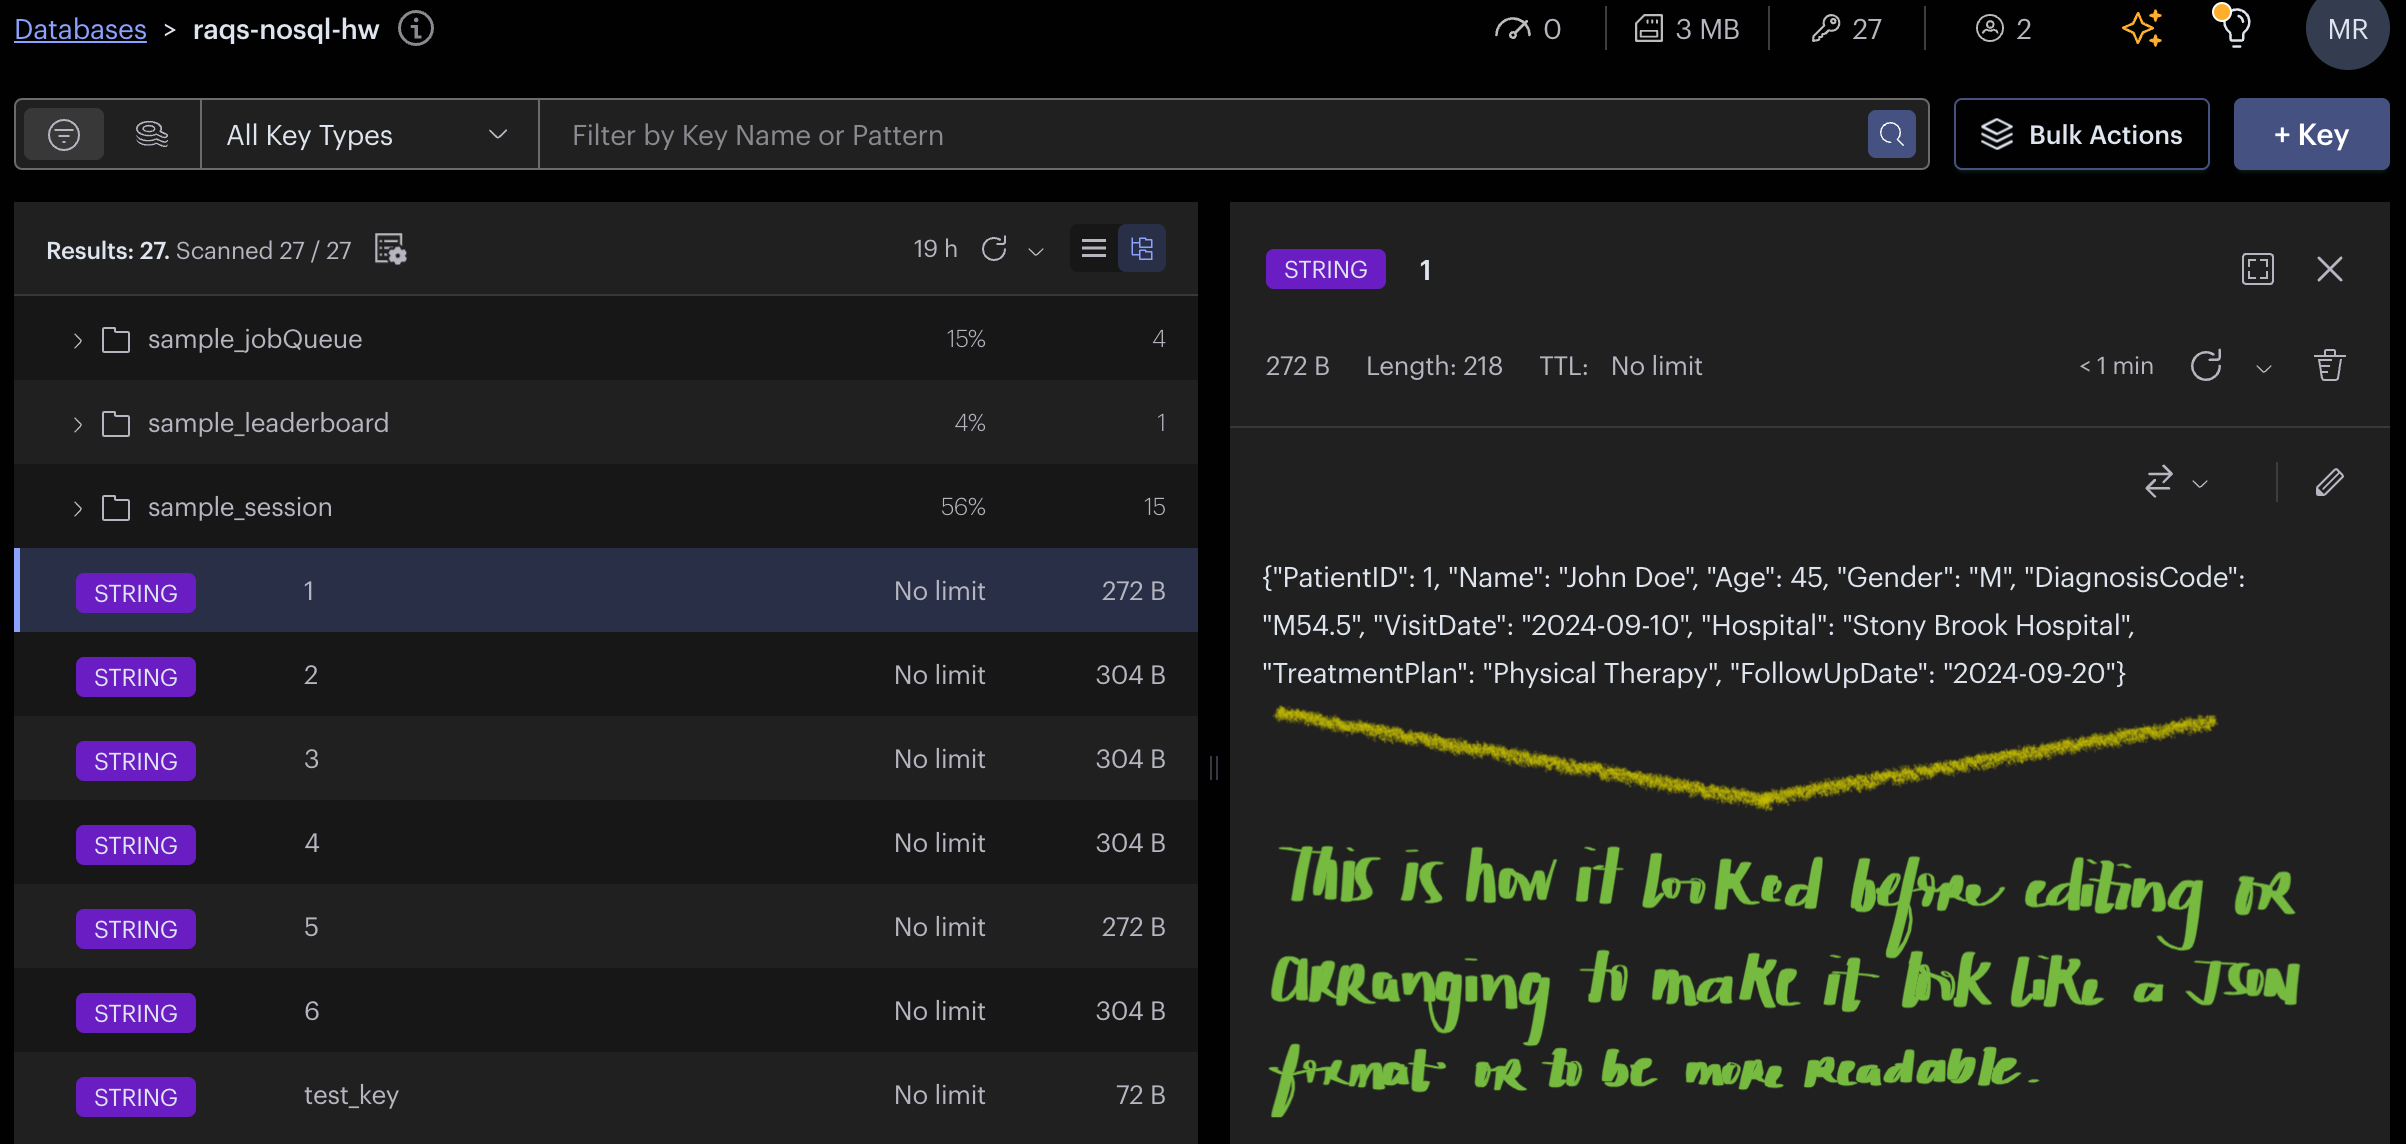 Databases > raqs-nosql-hw
0 3 MB 27 2 MR
All Key Types Filter by Key Name or Pattern Bulk Actions + Key
Results: 27. Scanned 27 / 27 19 h
sample_jobQueue 15% 4
sample_leaderboard 4% 1
sample_session 56% 15
STRING 1 No limit 272 B
STRING 2 No limit 304 B
STRING 3 No limit 304 B
STRING 4 No limit 304 B
STRING 5 No limit 272 B
STRING 6 No limit 304 B
STRING test_key No limit 72 B
STRING 1
272 B Length: 218 TTL: No limit < 1 min
{"PatientID": 1, "Name": "John Doe", "Age": 45, "Gender": "M", "DiagnosisCode":
"M54.5", "VisitDate": "2024-09-10", "Hospital": "Stony Brook Hospital",
"TreatmentPlan": "Physical Therapy", "FollowUpDate": "2024-09-20"}
This is how it looked before editing or
arranging to make it look like a JSON
format or to be more readable.